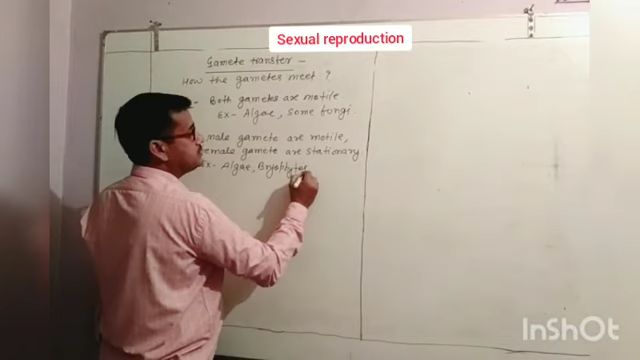 Sexual reproduction
Gamete transfer -
How the gametes meet ?
- Both gametes are motile
Ex- Algae, some fungi.
male gamete are motile,
female gamete are stationary
Ex- Algae, Bryophytes
InShOt